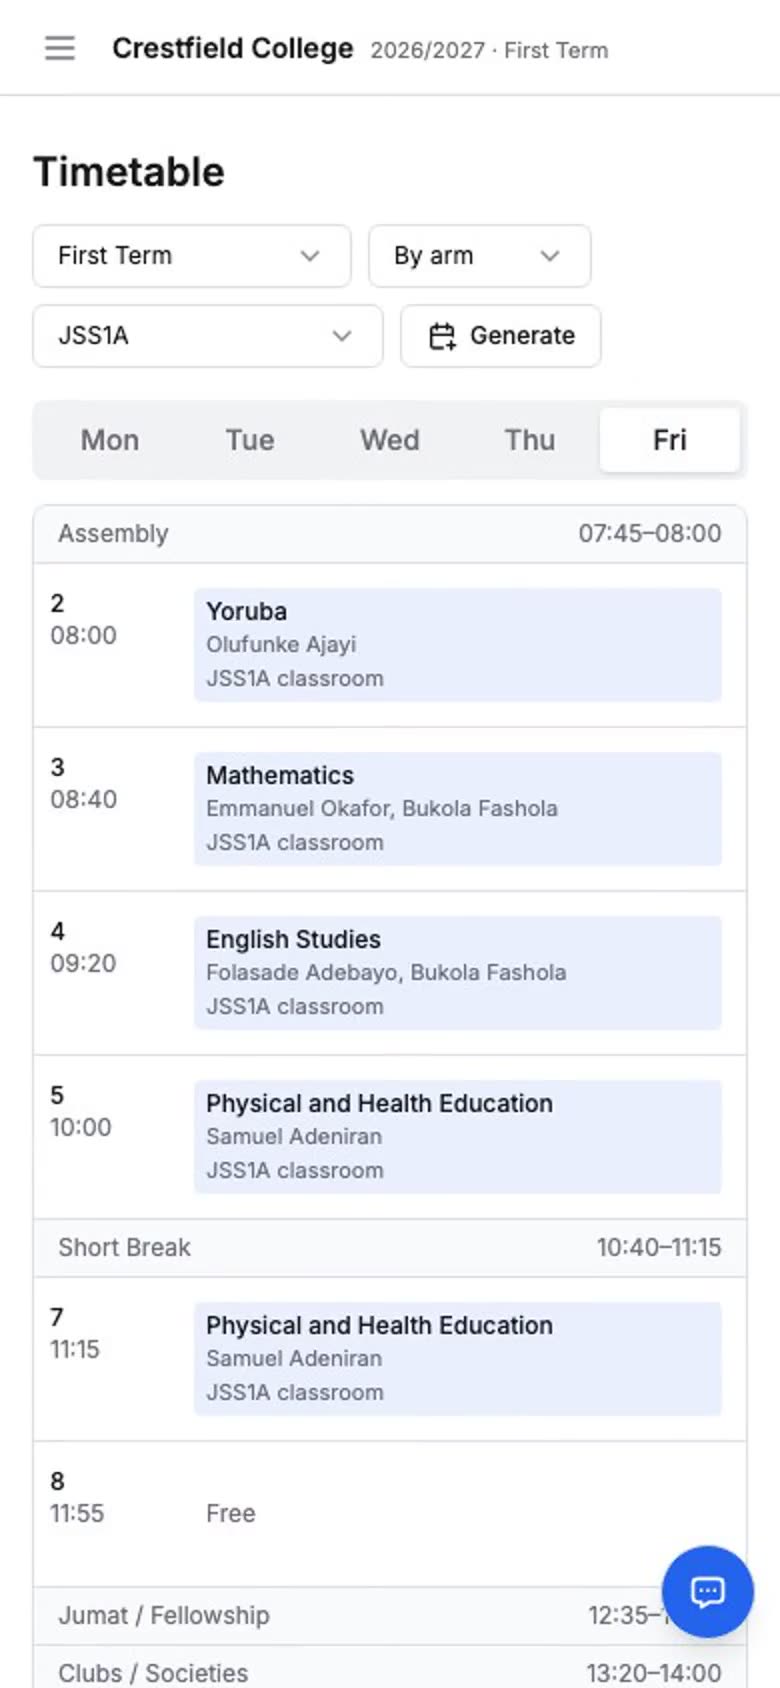 Crestfield College 2026/2027 · First Term
Timetable
First Term By arm
JSS1A Generate
Mon Tue Wed Thu Fri
Assembly 07:45–08:00
2 Yoruba
08:00 Olufunke Ajayi
JSS1A classroom
3 Mathematics
08:40 Emmanuel Okafor, Bukola Fashola
JSS1A classroom
4 English Studies
09:20 Folasade Adebayo, Bukola Fashola
JSS1A classroom
5 Physical and Health Education
10:00 Samuel Adeniran
JSS1A classroom
Short Break 10:40–11:15
7 Physical and Health Education
11:15 Samuel Adeniran
JSS1A classroom
8
11:55 Free
Jumat / Fellowship 12:35–
Clubs / Societies 13:20–14:00